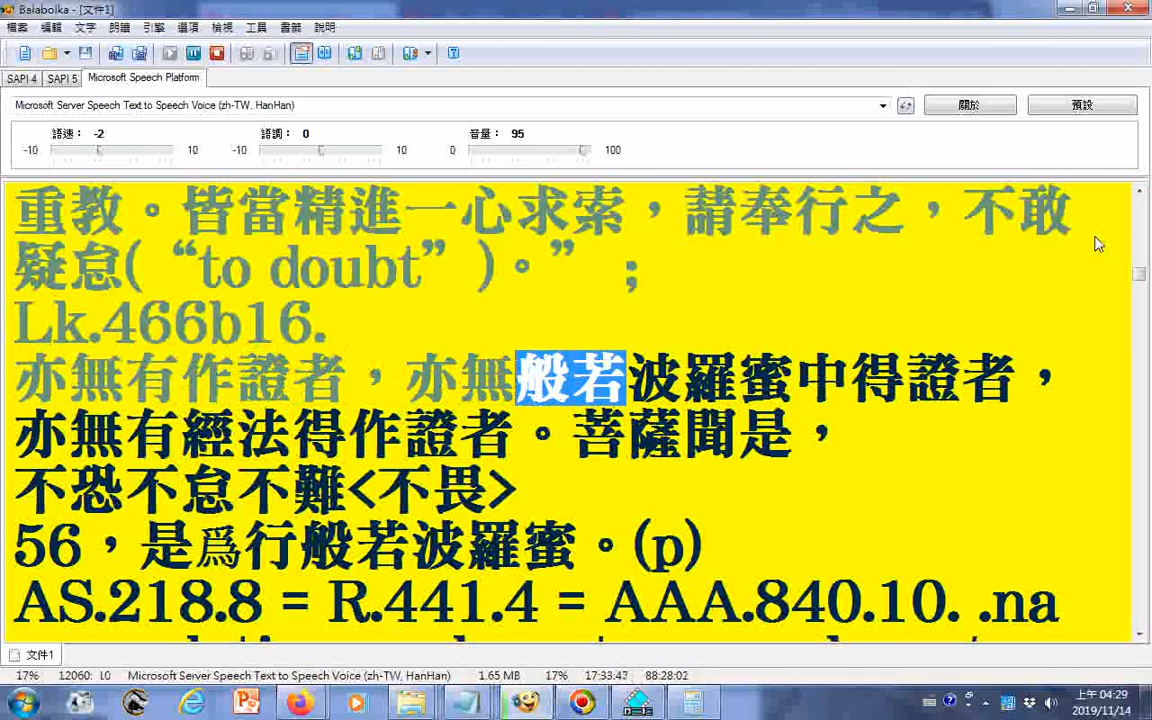 Balabolka - [文件1]
檔案 編輯 文字 朗讀 引擎 選項 檢視 工具 書籤 說明
SAPI 4 SAPI 5 Microsoft Speech Platform
Microsoft Server Speech Text to Speech Voice (zh-TW, HanHan) 關於 預設
語速： -2 語調： 0 音量： 95
-10 10 -10 10 0 100
重教。皆當精進一心求索，請奉行之，不敢
疑怠(“to doubt”)。”；
Lk.466b16.
亦無有作證者，亦無般若波羅蜜中得證者，
亦無有經法得作證者。菩薩聞是，
不恐不怠不難<不畏>
56，是爲行般若波羅蜜。(p)
AS.218.8 = R.441.4 = AAA.840.10. .na
文件1
17% 12060: 10 Microsoft Server Speech Text to Speech Voice (zh-TW, HanHan) 1.65 MB 17% 17:33:43 88:28:02
上午 04:29
2019/11/14